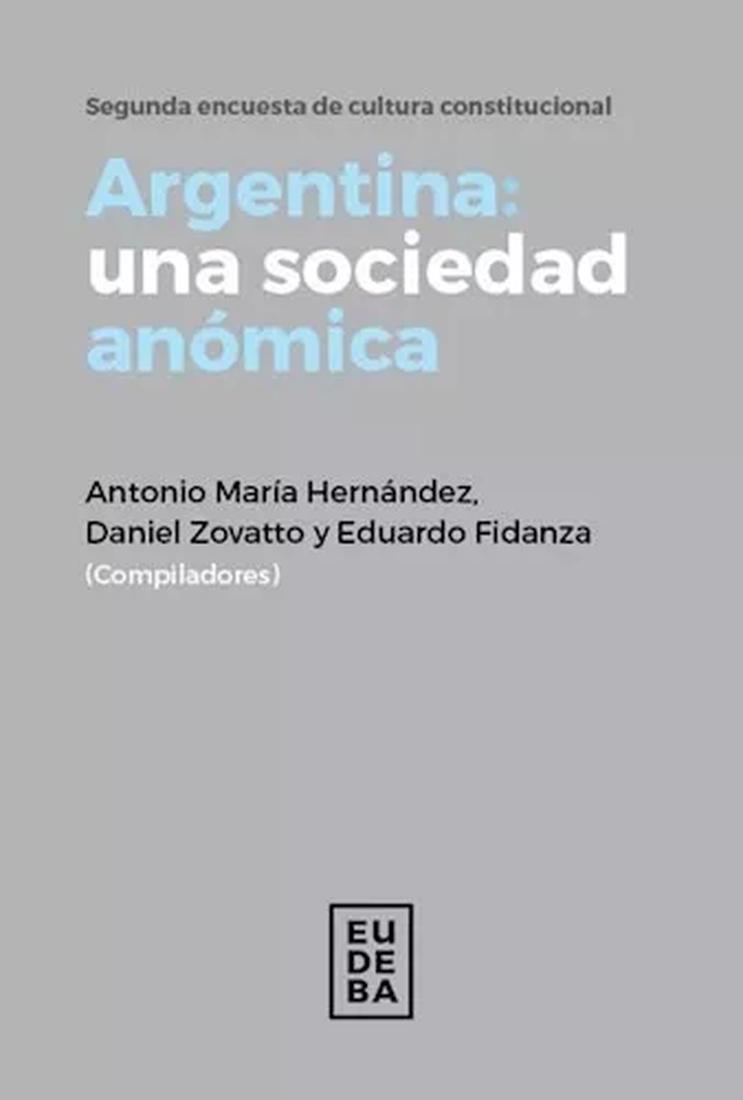 Segunda encuesta de cultura constitucional
Argentina:
una sociedad
anómica
Antonio María Hernández,
Daniel Zovatto y Eduardo Fidanza
(Compiladores)
EU
DE
BA